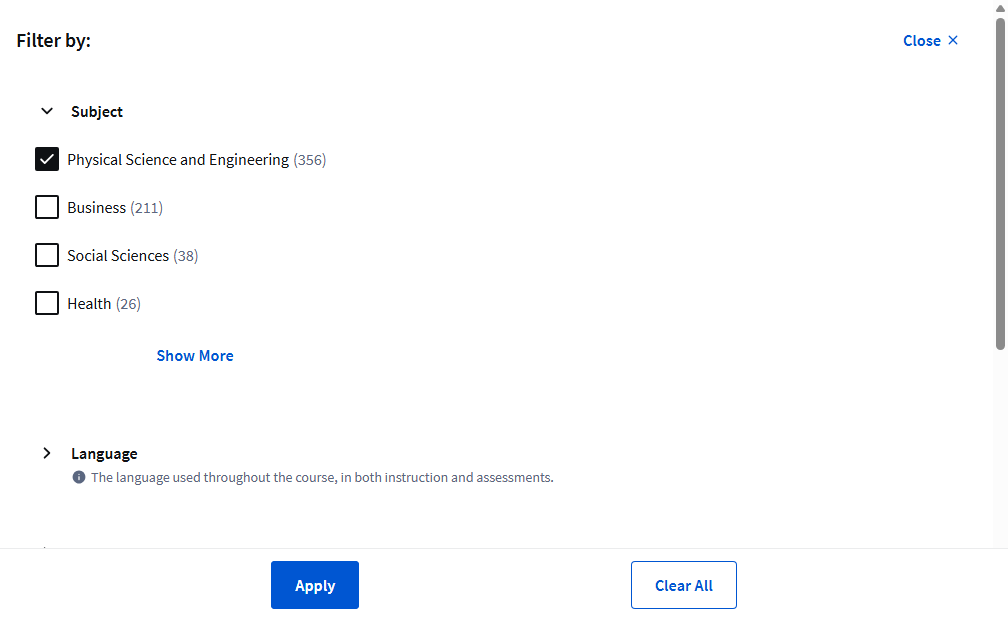 Filter by:
Close ×
Subject
Physical Science and Engineering (356)
Business (211)
Social Sciences (38)
Health (26)
Show More
Language
The language used throughout the course, in both instruction and assessments.
Apply
Clear All